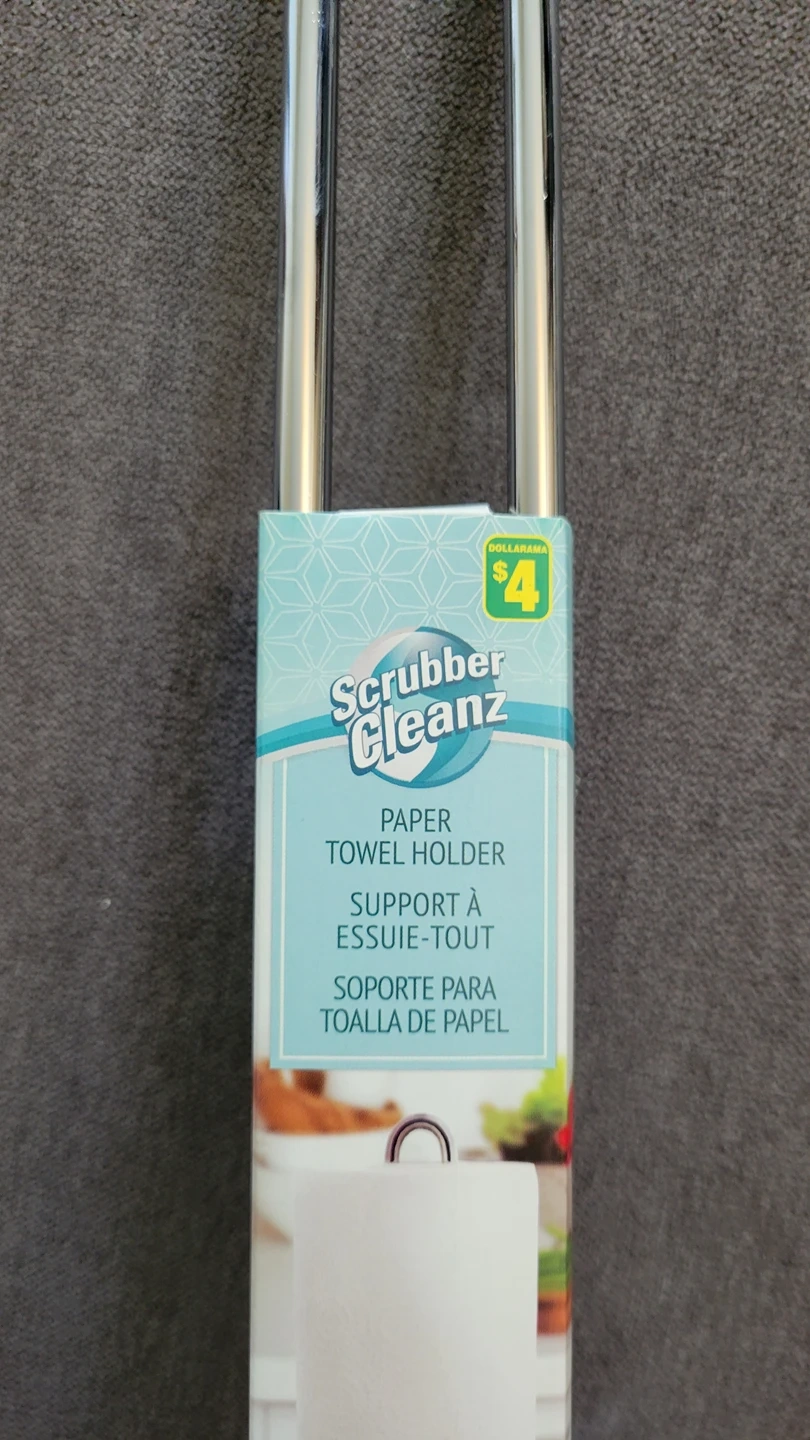 DOLLARAMA
$4
Scrubber
Cleanz
PAPER
TOWEL HOLDER
SUPPORT À
ESSUIE-TOUT
SOPORTE PARA
TOALLA DE PAPEL